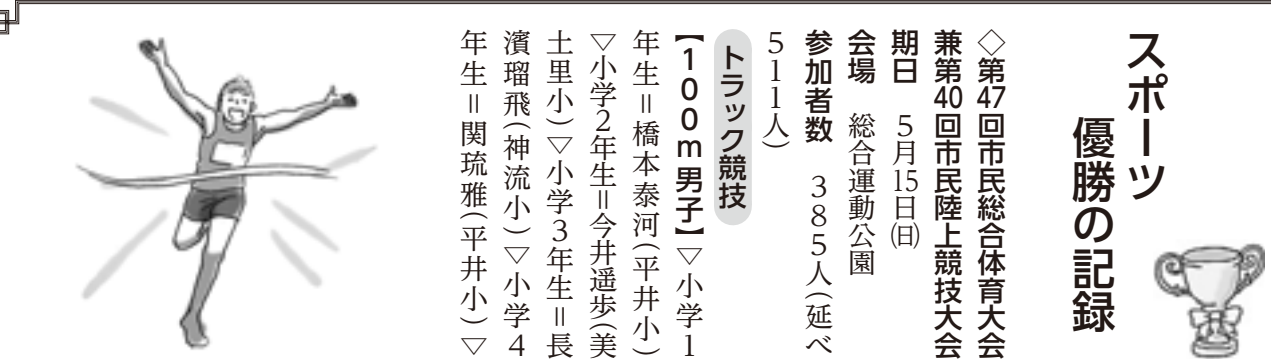 スポーツ
優勝の記録
◇第47回市民総合体育大会
兼第40回市民陸上競技大会
期日　5月15日㈰
会場　総合運動公園
参加者数　385人(延べ
511人)
トラック競技
【100m男子】▽小学1
年生＝橋本泰河(平井小)
▽小学2年生＝今井遥歩(美
土里小)▽小学3年生＝長
濱瑠飛(神流小)▽小学4
年生＝関琉雅(平井小)▽